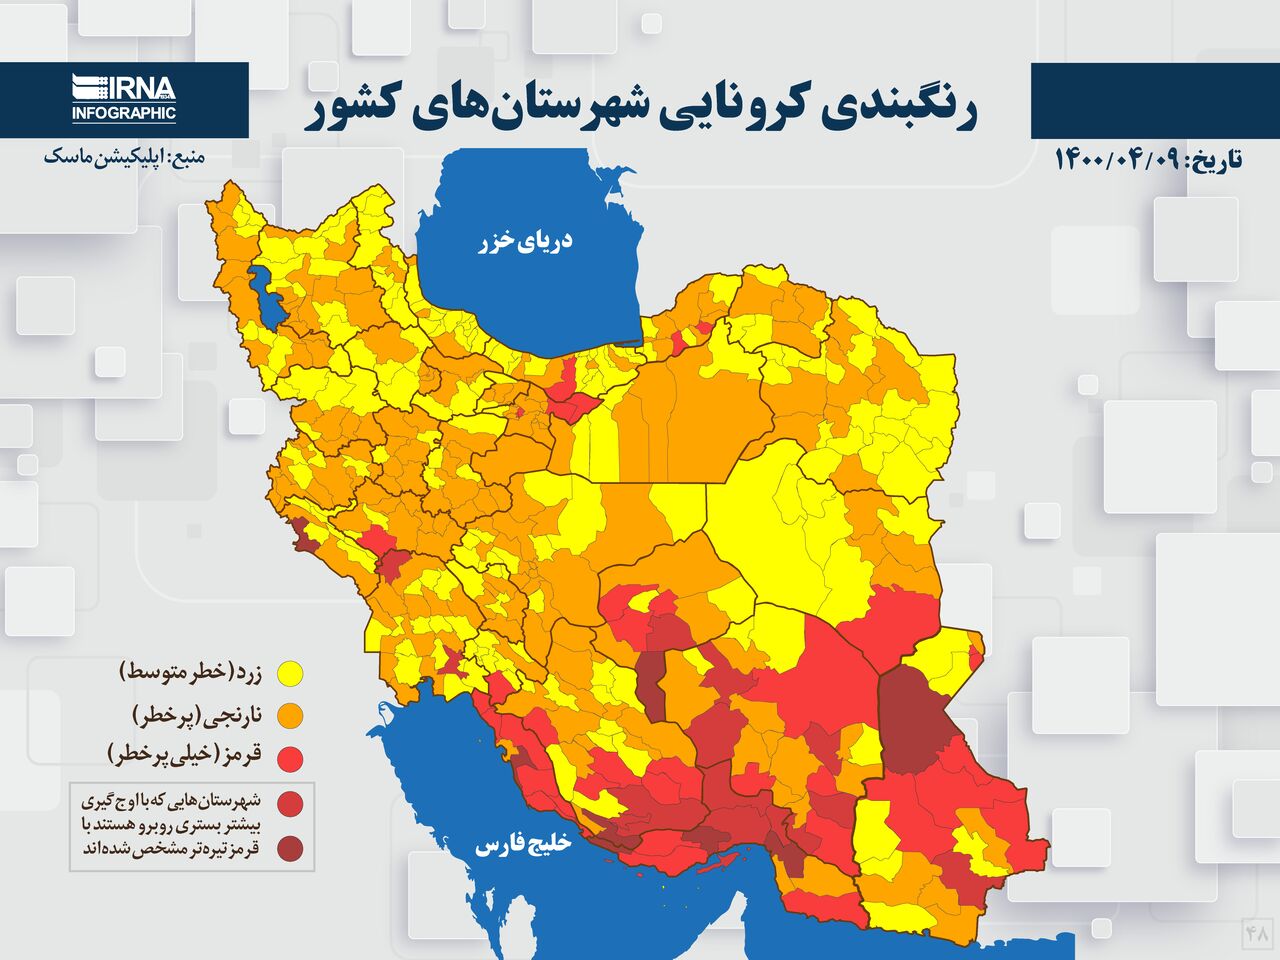 IRNA
INFOGRAPHIC
رنگبندی کرونایی شهرستان‌های کشور
تاریخ: ۱۴۰۰/۰۴/۰۹
منبع: اپلیکیشن ماسک
دریای خزر
زرد (خطر متوسط)
نارنجی (پرخطر)
قرمز (خیلی پرخطر)
شهرستان‌هایی که با اوج‌گیری
بیشتر بستری روبرو هستند با
قرمز تیره‌تر مشخص شده‌اند
خلیج فارس
۴۸